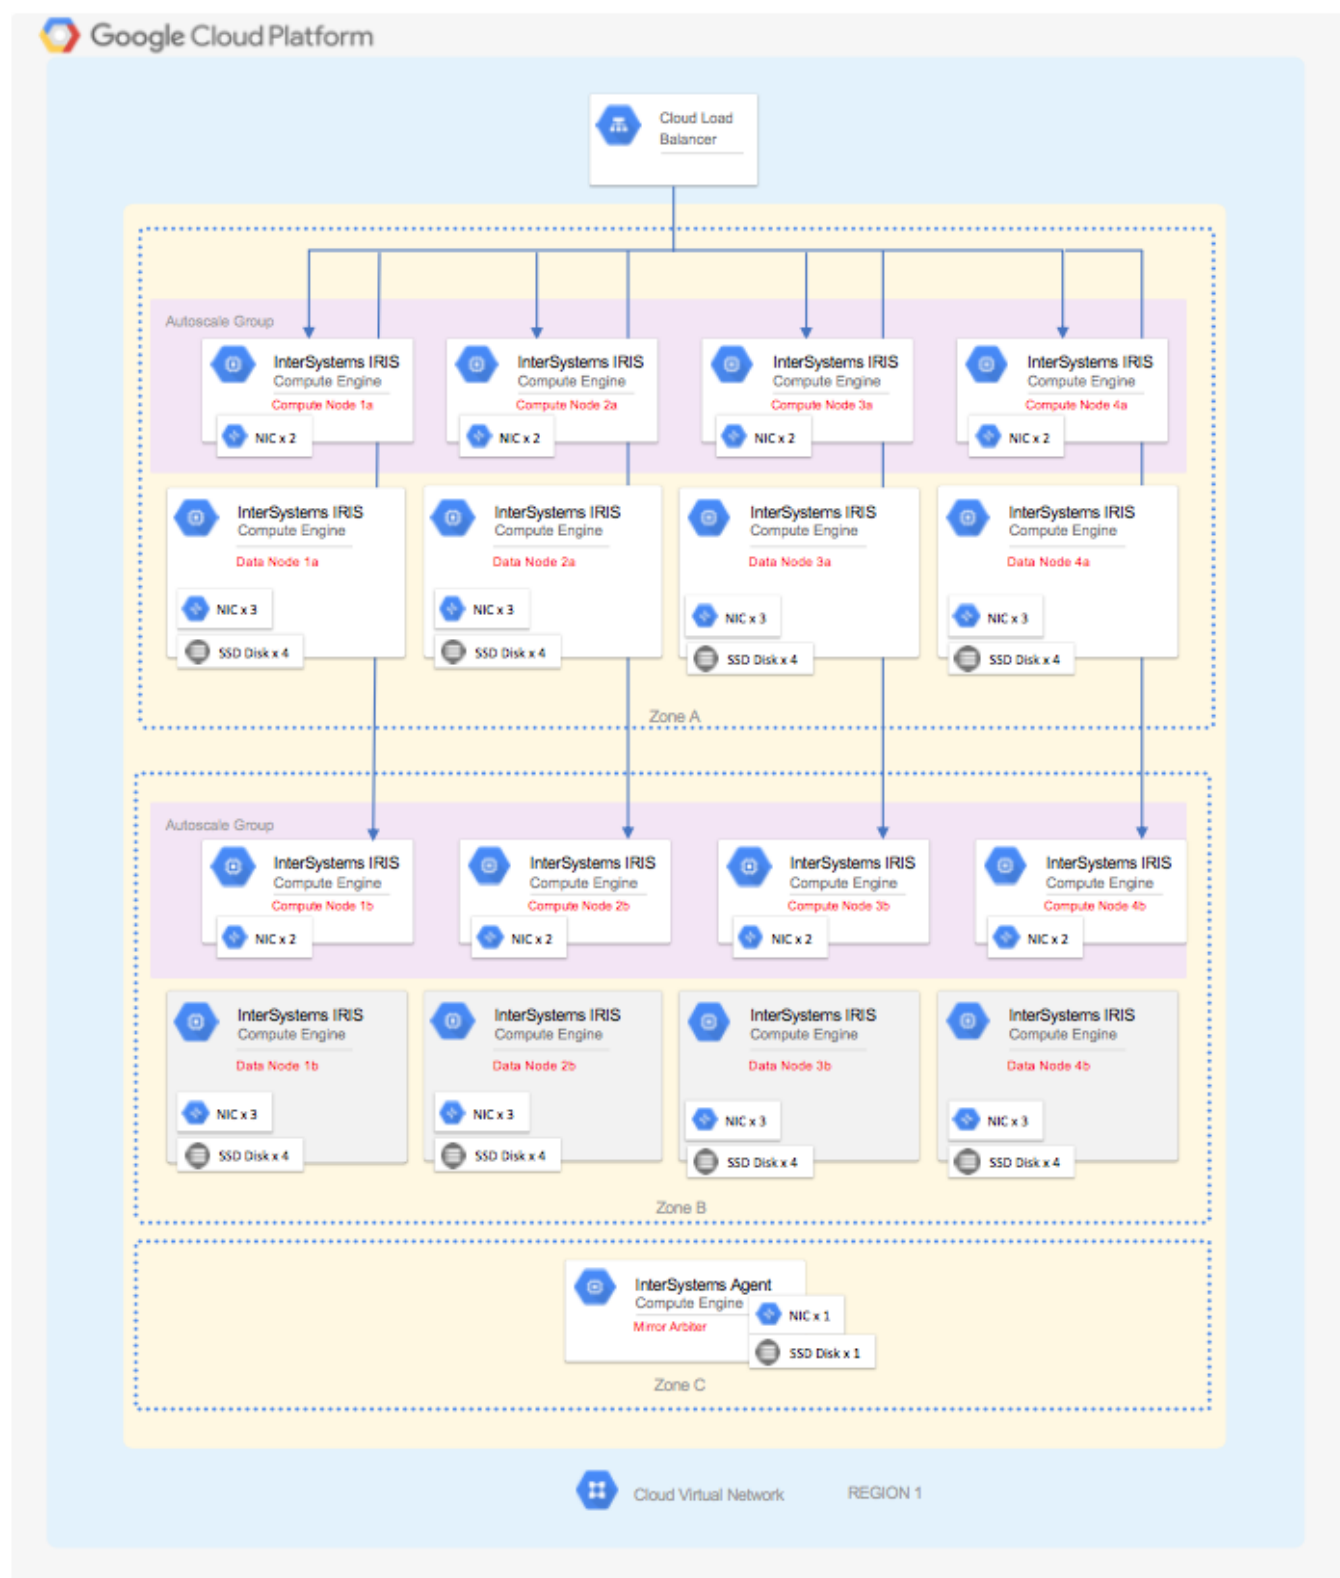 Google Cloud Platform
Cloud Load
Balancer
Autoscale Group
InterSystems IRIS
Compute Engine
Compute Node 1a
NIC x 2
InterSystems IRIS
Compute Engine
Compute Node 2a
NIC x 2
InterSystems IRIS
Compute Engine
Compute Node 3a
NIC x 2
InterSystems IRIS
Compute Engine
Compute Node 4a
NIC x 2
InterSystems IRIS
Compute Engine
Data Node 1a
NIC x 3
SSD Disk x 4
InterSystems IRIS
Compute Engine
Data Node 2a
NIC x 3
SSD Disk x 4
InterSystems IRIS
Compute Engine
Data Node 3a
NIC x 3
SSD Disk x 4
InterSystems IRIS
Compute Engine
Data Node 4a
NIC x 3
SSD Disk x 4
Zone A
Autoscale Group
InterSystems IRIS
Compute Engine
Compute Node 1b
NIC x 2
InterSystems IRIS
Compute Engine
Compute Node 2b
NIC x 2
InterSystems IRIS
Compute Engine
Compute Node 3b
NIC x 2
InterSystems IRIS
Compute Engine
Compute Node 4b
NIC x 2
InterSystems IRIS
Compute Engine
Data Node 1b
NIC x 3
SSD Disk x 4
InterSystems IRIS
Compute Engine
Data Node 2b
NIC x 3
SSD Disk x 4
InterSystems IRIS
Compute Engine
Data Node 3b
NIC x 3
SSD Disk x 4
InterSystems IRIS
Compute Engine
Data Node 4b
NIC x 3
SSD Disk x 4
Zone B
InterSystems Agent
Compute Engine
Mirror Arbiter
NIC x 1
SSD Disk x 1
Zone C
Cloud Virtual Network
REGION 1